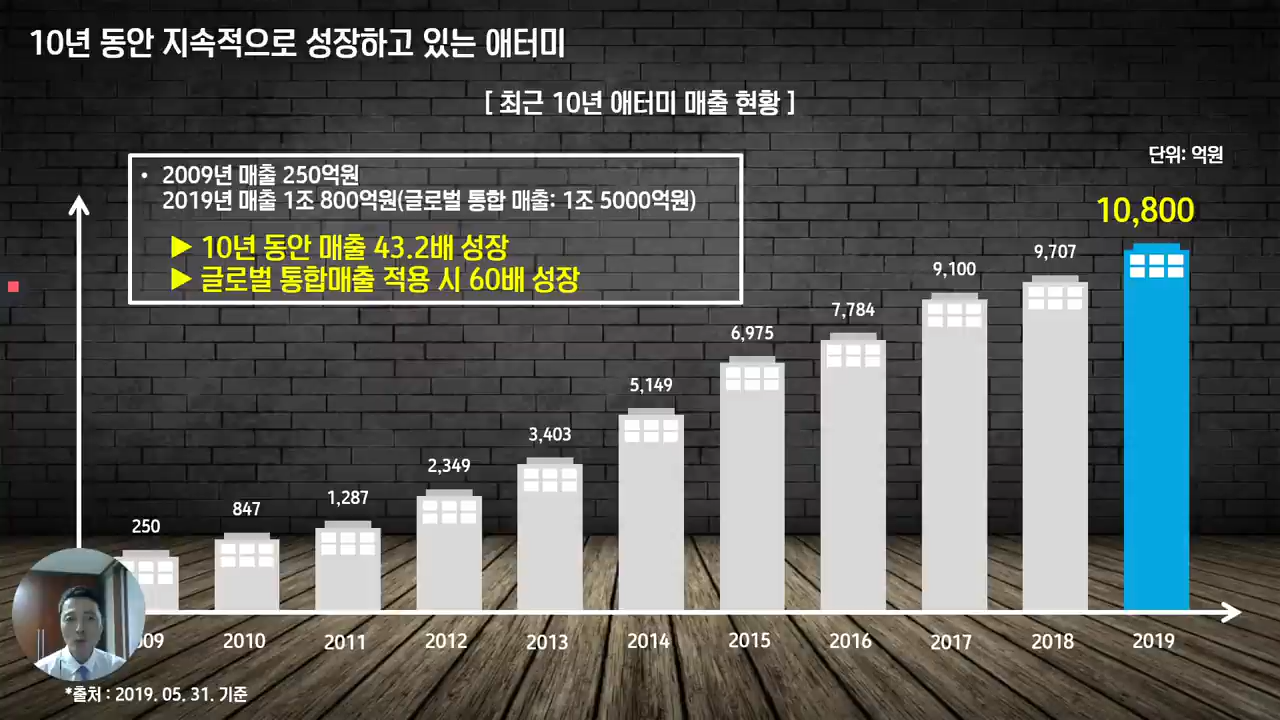 10년 동안 지속적으로 성장하고 있는 애터미
[ 최근 10년 애터미 매출 현황 ]
단위: 억원
• 2009년 매출 250억원
2019년 매출 1조 800억원(글로벌 통합 매출: 1조 5000억원)
▶ 10년 동안 매출 43.2배 성장
▶ 글로벌 통합매출 적용 시 60배 성장
250
847
1,287
2,349
3,403
5,149
6,975
7,784
9,100
9,707
10,800
09 2010 2011 2012 2013 2014 2015 2016 2017 2018 2019
*출처 : 2019. 05. 31. 기준